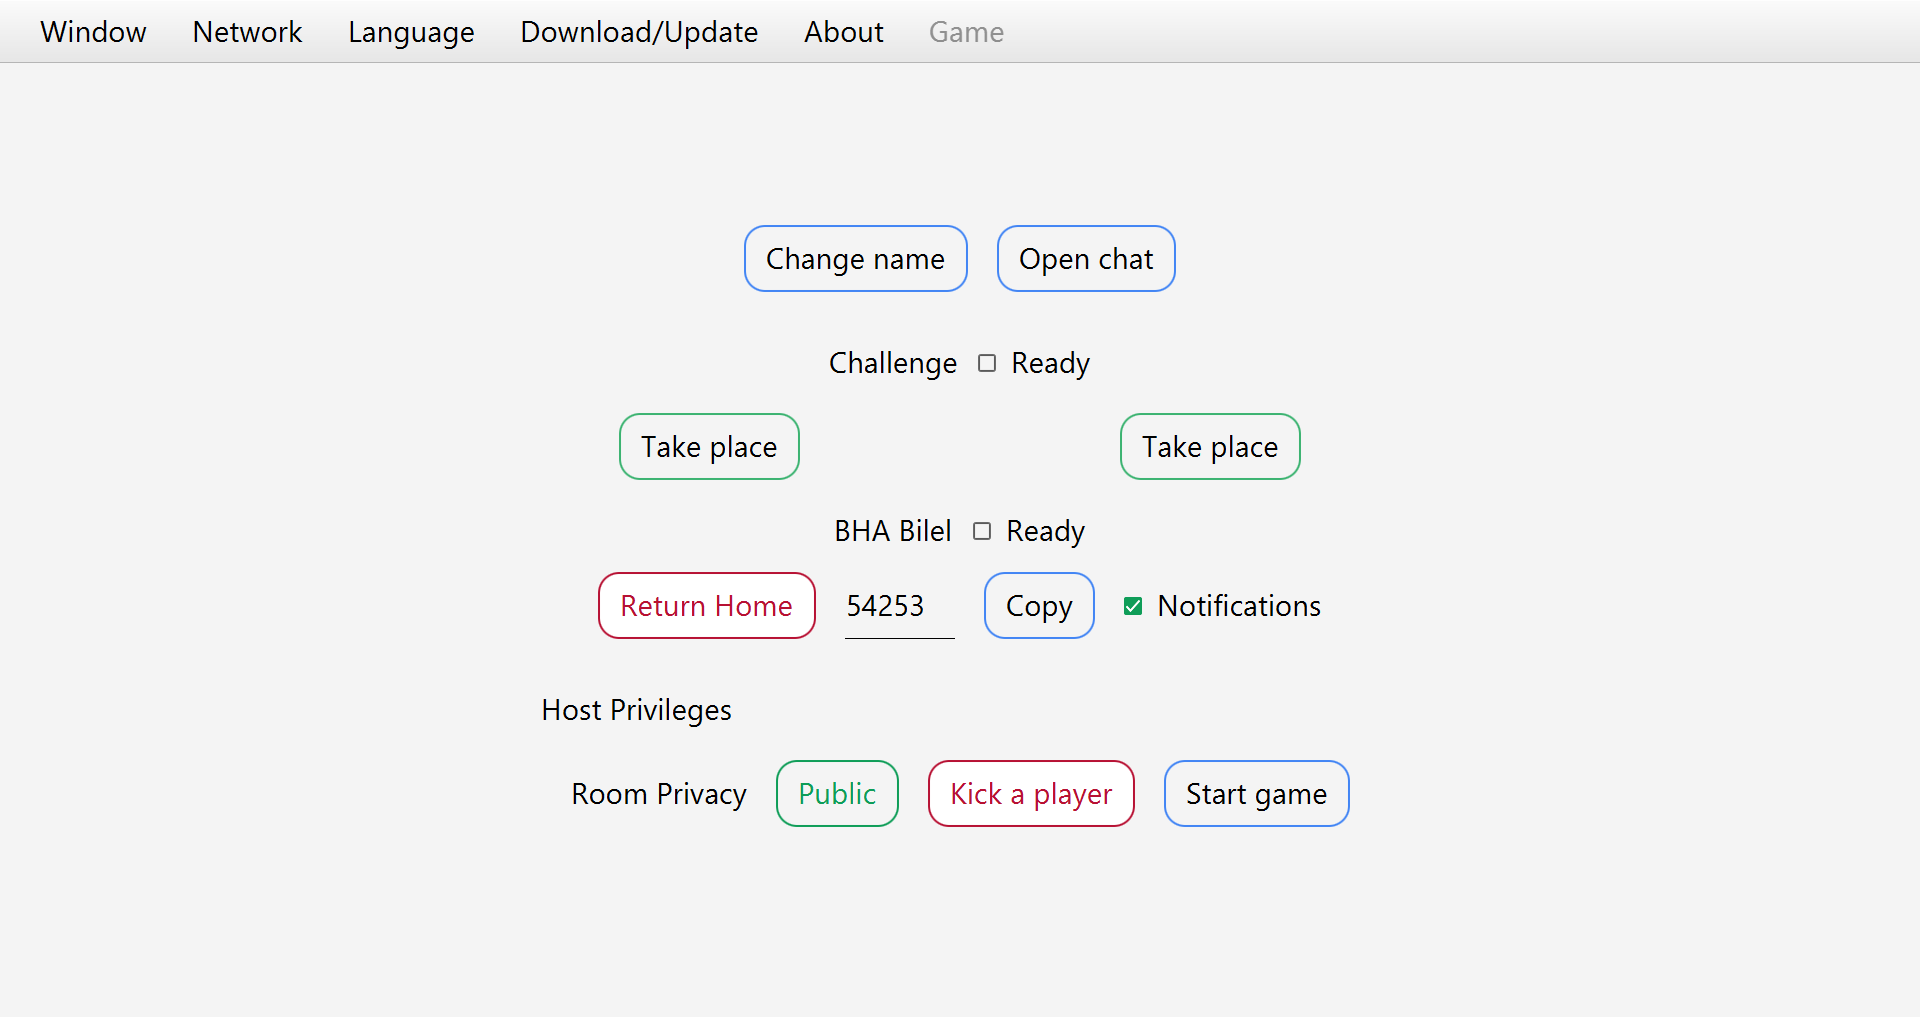 Window Network Language Download/Update About Game
Change name Open chat
Challenge Ready
Take place Take place
BHA Bilel Ready
Return Home 54253 Copy Notifications
Host Privileges
Room Privacy Public Kick a player Start game